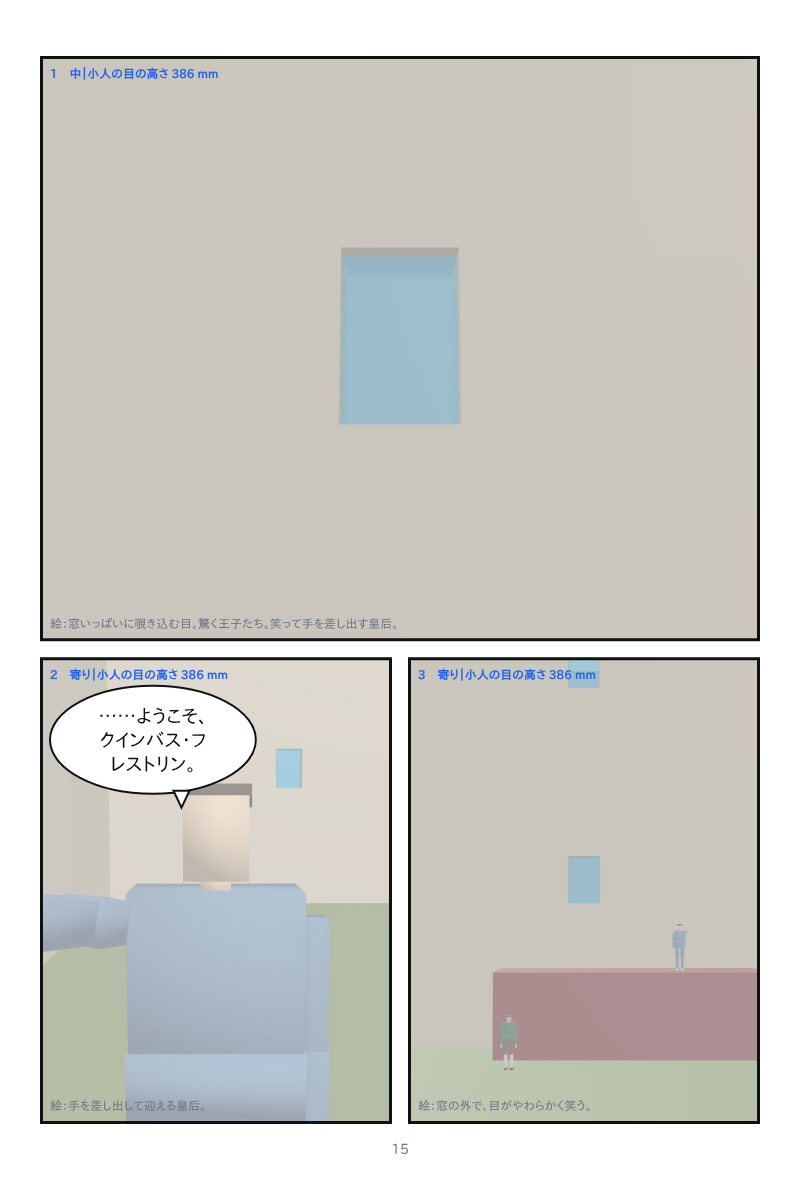 1 中|小人の目の高さ 386 mm
絵:窓いっぱいに覗き込む目。驚く王子たち。笑って手を差し出す皇后。
2 寄り|小人の目の高さ 386 mm
……ようこそ、
クインバス・フ
レストリン。
絵:手を差し出して迎える皇后。
3 寄り|小人の目の高さ 386 mm
絵:窓の外で、目がやわらかく笑う。
15